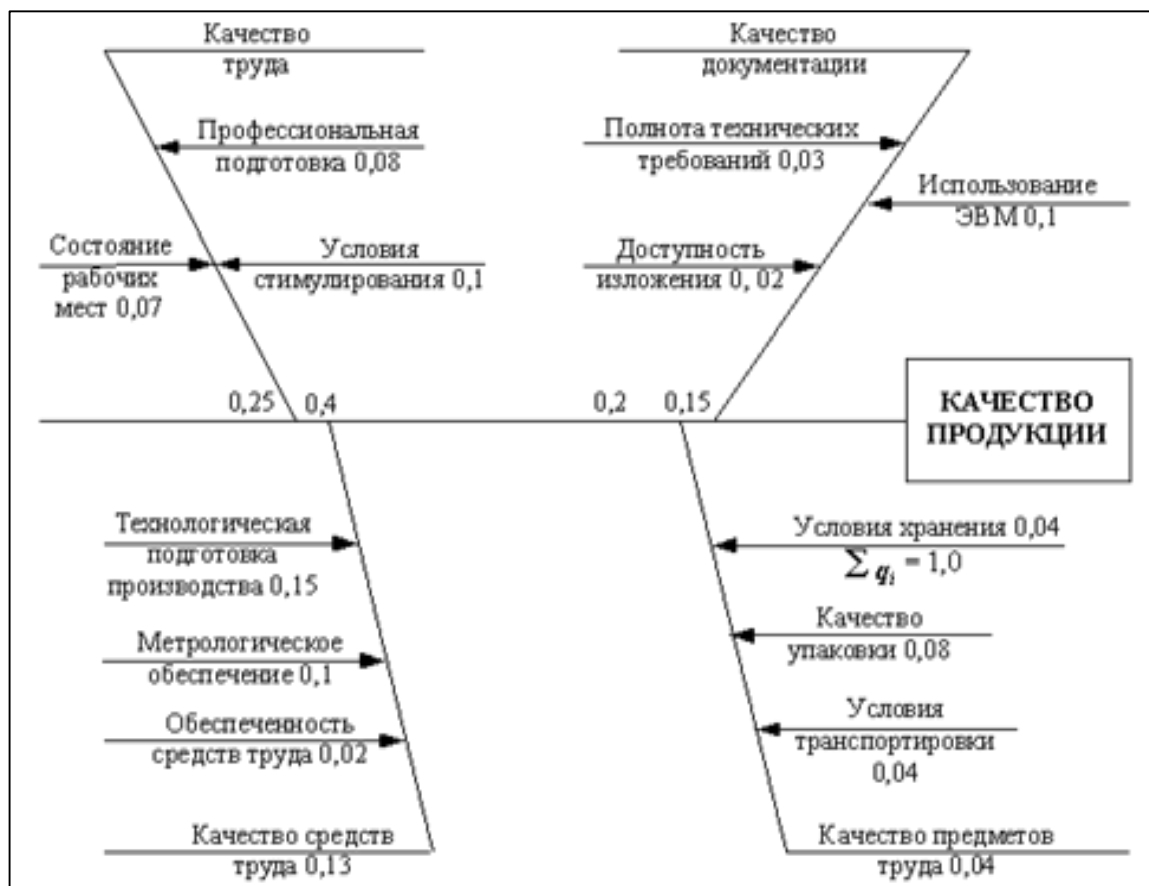 Качество
труда
Качество
документации
Профессиональная
подготовка 0,08
Полнота технических
требований 0,03
Использование
ЭВМ 0,1
Состояние
рабочих
мест 0,07
Условия
стимулирования 0,1
Доступность
изложения 0, 02
0,25
0,4
0,2
0,15
КАЧЕСТВО
ПРОДУКЦИИ
Технологическая
подготовка
производства 0,15
Условия хранения 0,04
∑ qi = 1,0
Метрологическое
обеспечение 0,1
Качество
упаковки 0,08
Обеспеченность
средств труда 0,02
Условия
транспортировки
0,04
Качество средств
труда 0,13
Качество предметов
труда 0,04